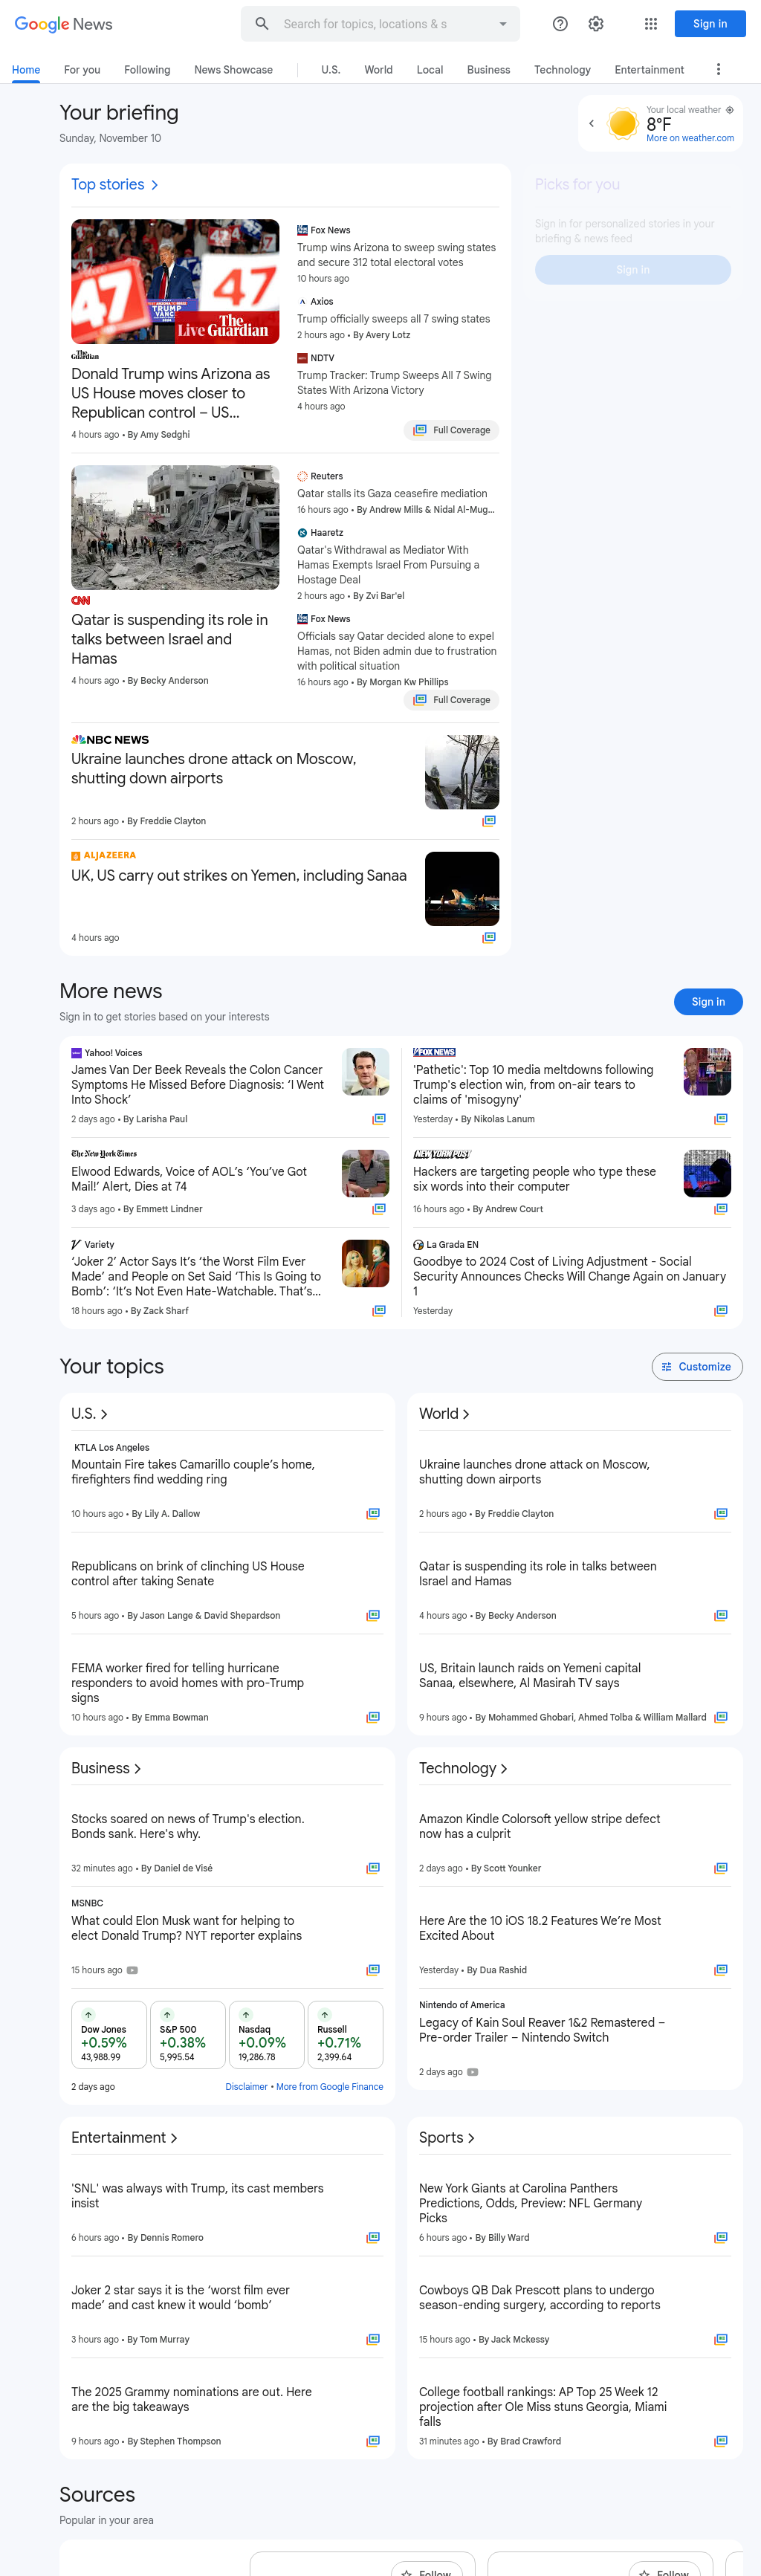 Google News
Search for topics, locations & s
Sign in
Home
For you
Following
News Showcase
U.S.
World
Local
Business
Technology
Entertainment
Your briefing
Sunday, November 10
Your local weather
8°F
More on weather.com
Top stories
Picks for you
Sign in for personalized stories in your
briefing & news feed
Sign in
47
47
TRUMP
VANCE
Live The Guardian
The Guardian
Donald Trump wins Arizona as
US House moves closer to
Republican control – US...
4 hours ago • By Amy Sedghi
Fox News
Trump wins Arizona to sweep swing states
and secure 312 total electoral votes
10 hours ago
Axios
Trump officially sweeps all 7 swing states
2 hours ago • By Avery Lotz
NDTV
Trump Tracker: Trump Sweeps All 7 Swing
States With Arizona Victory
4 hours ago
Full Coverage
CNN
Qatar is suspending its role in
talks between Israel and
Hamas
4 hours ago • By Becky Anderson
Reuters
Qatar stalls its Gaza ceasefire mediation
16 hours ago • By Andrew Mills & Nidal Al-Mug...
Haaretz
Qatar's Withdrawal as Mediator With
Hamas Exempts Israel From Pursuing a
Hostage Deal
2 hours ago • By Zvi Bar'el
Fox News
Officials say Qatar decided alone to expel
Hamas, not Biden admin due to frustration
with political situation
16 hours ago • By Morgan Kw Phillips
Full Coverage
NBC NEWS
Ukraine launches drone attack on Moscow,
shutting down airports
2 hours ago • By Freddie Clayton
ALJAZEERA
UK, US carry out strikes on Yemen, including Sanaa
4 hours ago
More news
Sign in to get stories based on your interests
Sign in
Yahoo! Voices
James Van Der Beek Reveals the Colon Cancer
Symptoms He Missed Before Diagnosis: ‘I Went
Into Shock’
2 days ago • By Larisha Paul
The New York Times
Elwood Edwards, Voice of AOL’s ‘You’ve Got
Mail!’ Alert, Dies at 74
3 days ago • By Emmett Lindner
Variety
‘Joker 2’ Actor Says It’s ‘the Worst Film Ever
Made’ and People on Set Said ‘This Is Going to
Bomb’: ‘It’s Not Even Hate-Watchable. That’s...
18 hours ago • By Zack Sharf
FOX NEWS
'Pathetic': Top 10 media meltdowns following
Trump's election win, from on-air tears to
claims of 'misogyny'
Yesterday • By Nikolas Lanum
NEW YORK POST
Hackers are targeting people who type these
six words into their computer
16 hours ago • By Andrew Court
La Grada EN
Goodbye to 2024 Cost of Living Adjustment - Social
Security Announces Checks Will Change Again on January
1
Yesterday
Your topics
Customize
U.S.
KTLA Los Angeles
Mountain Fire takes Camarillo couple’s home,
firefighters find wedding ring
10 hours ago • By Lily A. Dallow
Republicans on brink of clinching US House
control after taking Senate
5 hours ago • By Jason Lange & David Shepardson
FEMA worker fired for telling hurricane
responders to avoid homes with pro-Trump
signs
10 hours ago • By Emma Bowman
World
Ukraine launches drone attack on Moscow,
shutting down airports
2 hours ago • By Freddie Clayton
Qatar is suspending its role in talks between
Israel and Hamas
4 hours ago • By Becky Anderson
US, Britain launch raids on Yemeni capital
Sanaa, elsewhere, Al Masirah TV says
9 hours ago • By Mohammed Ghobari, Ahmed Tolba & William Mallard
Business
Stocks soared on news of Trump's election.
Bonds sank. Here's why.
32 minutes ago • By Daniel de Visé
MSNBC
What could Elon Musk want for helping to
elect Donald Trump? NYT reporter explains
15 hours ago
Dow Jones
+0.59%
43,988.99
S&P 500
+0.38%
5,995.54
Nasdaq
+0.09%
19,286.78
Russell
+0.71%
2,399.64
2 days ago
Disclaimer • More from Google Finance
Technology
Amazon Kindle Colorsoft yellow stripe defect
now has a culprit
2 days ago • By Scott Younker
Here Are the 10 iOS 18.2 Features We’re Most
Excited About
Yesterday • By Dua Rashid
Nintendo of America
Legacy of Kain Soul Reaver 1&2 Remastered –
Pre-order Trailer – Nintendo Switch
2 days ago
Entertainment
'SNL' was always with Trump, its cast members
insist
6 hours ago • By Dennis Romero
Joker 2 star says it is the ‘worst film ever
made’ and cast knew it would ‘bomb’
3 hours ago • By Tom Murray
The 2025 Grammy nominations are out. Here
are the big takeaways
9 hours ago • By Stephen Thompson
Sports
New York Giants at Carolina Panthers
Predictions, Odds, Preview: NFL Germany
Picks
6 hours ago • By Billy Ward
Cowboys QB Dak Prescott plans to undergo
season-ending surgery, according to reports
15 hours ago • By Jack Mckessy
College football rankings: AP Top 25 Week 12
projection after Ole Miss stuns Georgia, Miami
falls
31 minutes ago • By Brad Crawford
Sources
Popular in your area
Follow
Follow